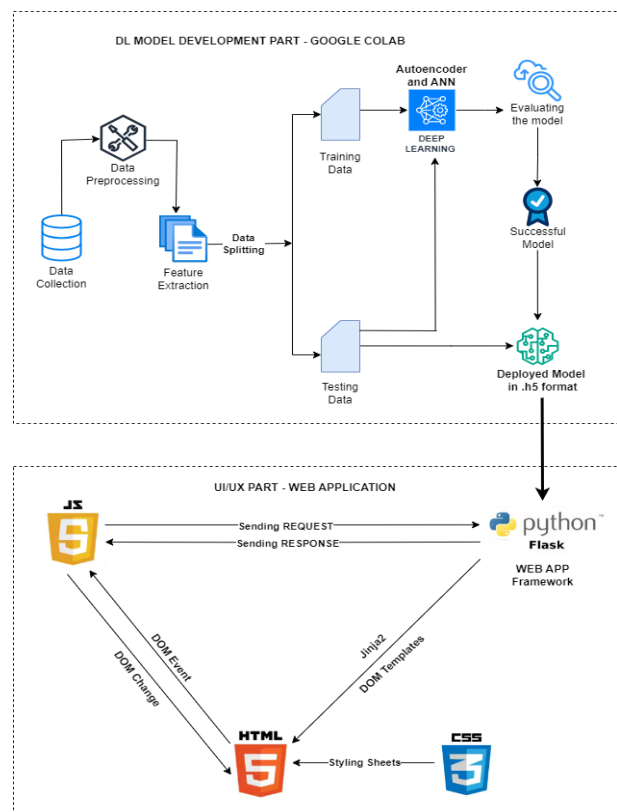 DL MODEL DEVELOPMENT PART - GOOGLE COLAB
Autoencoder
and ANN
DEEP
LEARNING
Evaluating
the model
Data
Preprocessing
Training
Data
Successful
Model
Data
Collection
Feature
Extraction
Data
Splitting
Testing
Data
Deployed Model
in .h5 format
UI/UX PART - WEB APPLICATION
JS
Sending REQUEST
Sending RESPONSE
python™
Flask
WEB APP
Framework
DOM Event
DOM Change
Jinja2
DOM Templates
HTML
5
Styling Sheets
CSS
3